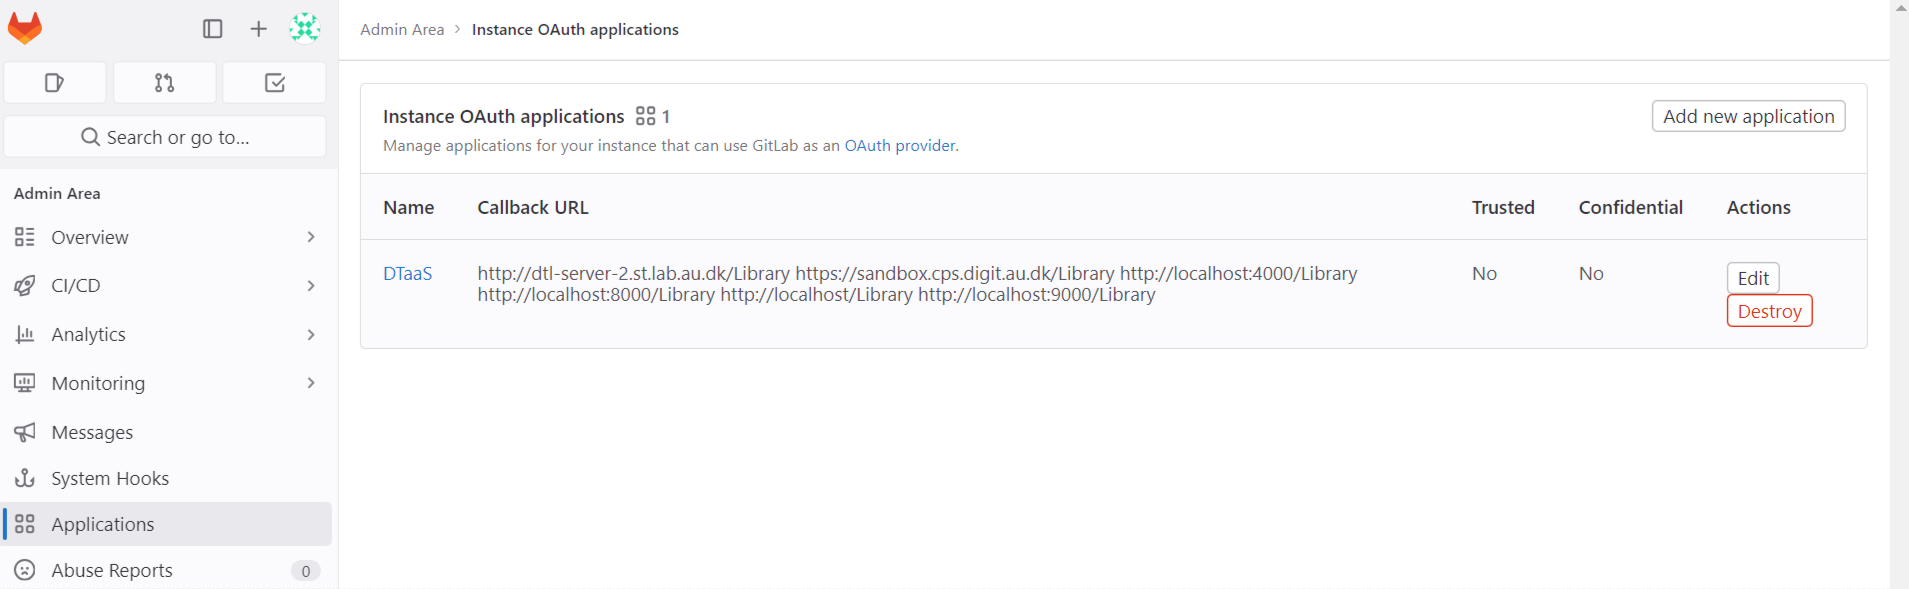 Admin Area › Instance OAuth applications
Search or go to...
Admin Area
Overview
CI/CD
Analytics
Monitoring
Messages
System Hooks
Applications
Abuse Reports 0
Instance OAuth applications 1
Add new application
Manage applications for your instance that can use GitLab as an OAuth provider.
Name Callback URL Trusted Confidential Actions
DTaaS http://dtl-server-2.st.lab.au.dk/Library https://sandbox.cps.digit.au.dk/Library http://localhost:4000/Library No No Edit
http://localhost:8000/Library http://localhost/Library http://localhost:9000/Library
Destroy